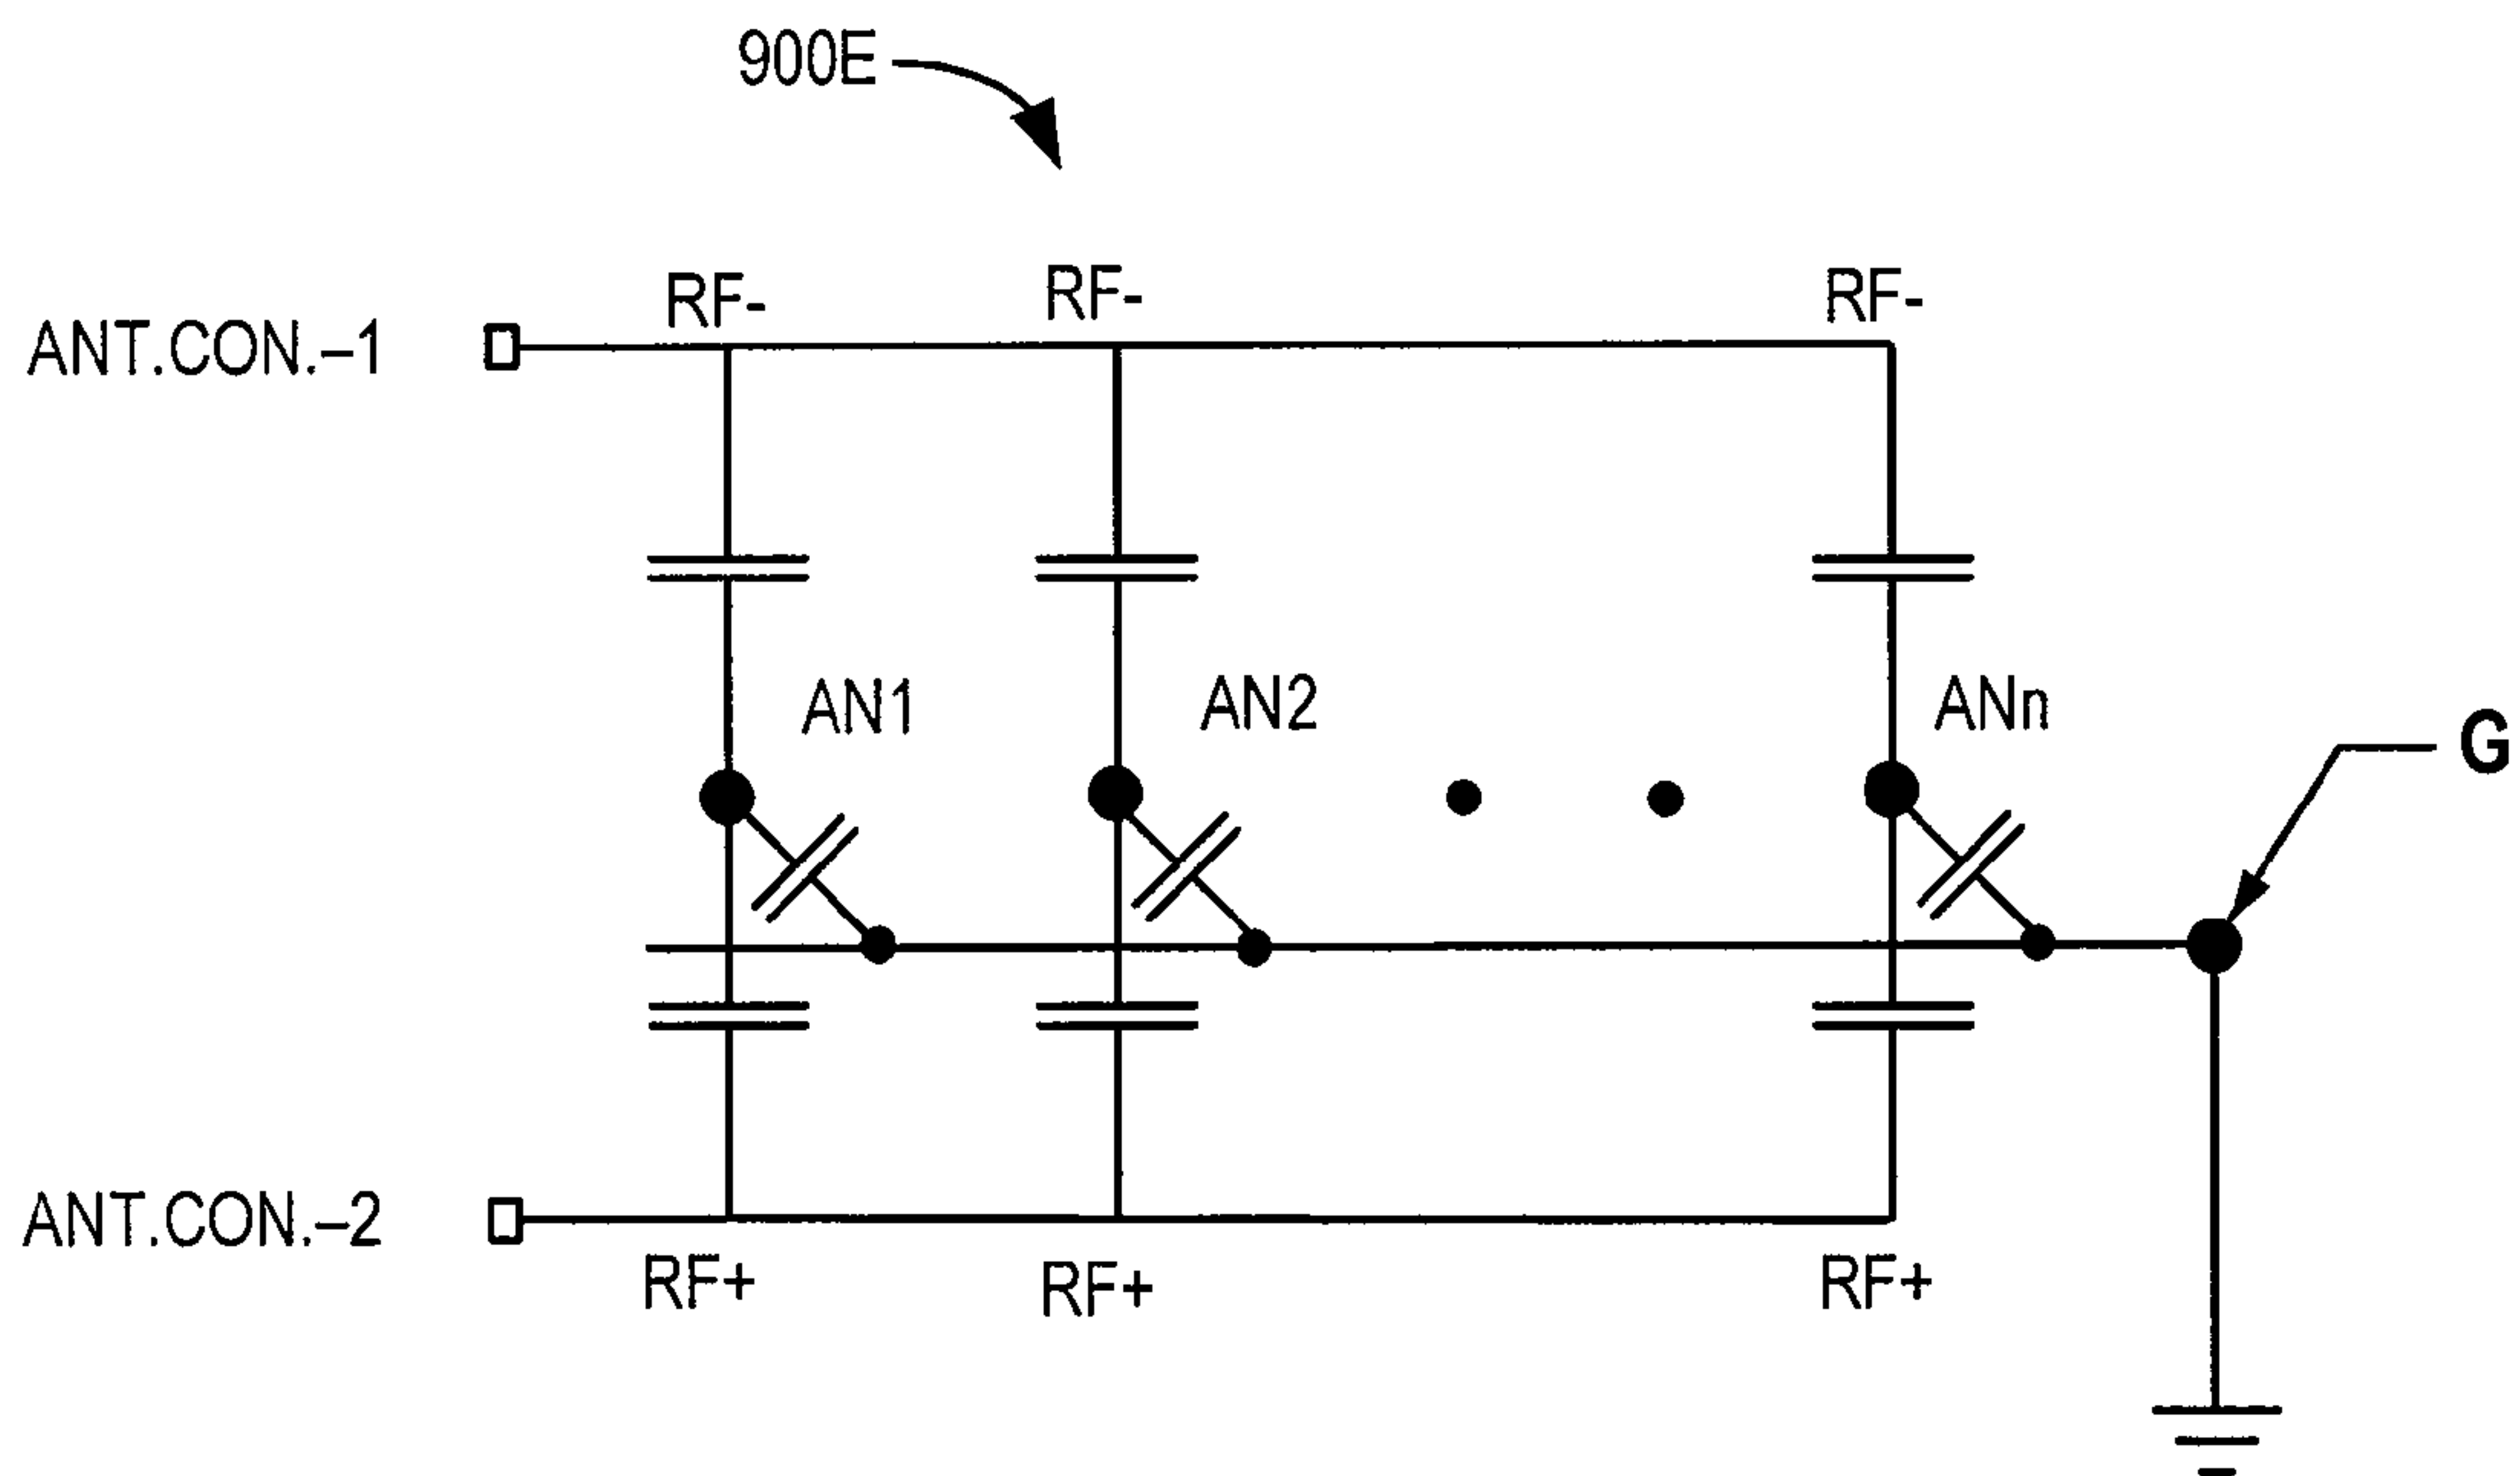 900E
RF- RF- RF-
ANT.CON.-1
AN1 AN2 ANn
G
ANT.CON.-2
RF+ RF+ RF+